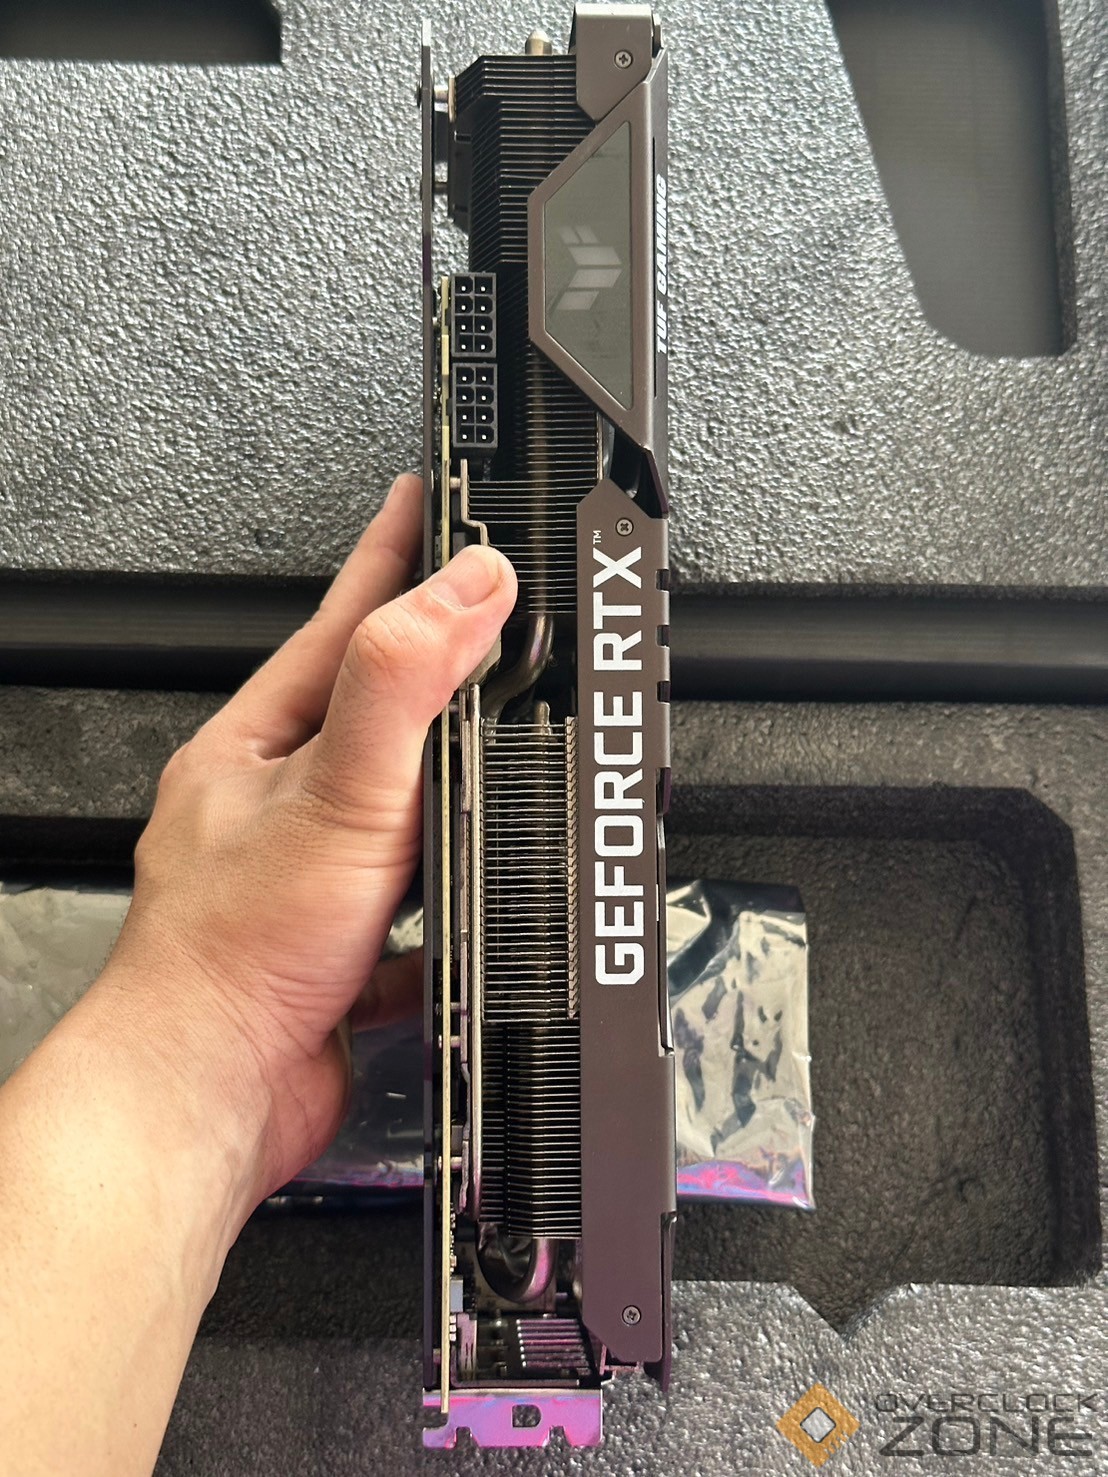 TUF GAMING
GEFORCE RTX™
OVERCLOCK
ZONE